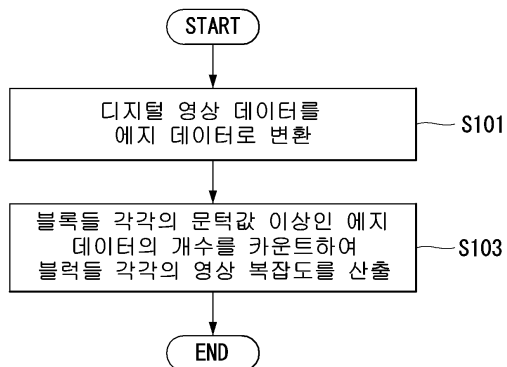 START
디지털 영상 데이터를
에지 데이터로 변환
S101
블록들 각각의 문턱값 이상인 에지
데이터의 개수를 카운트하여
블럭들 각각의 영상 복잡도를 산출
S103
END